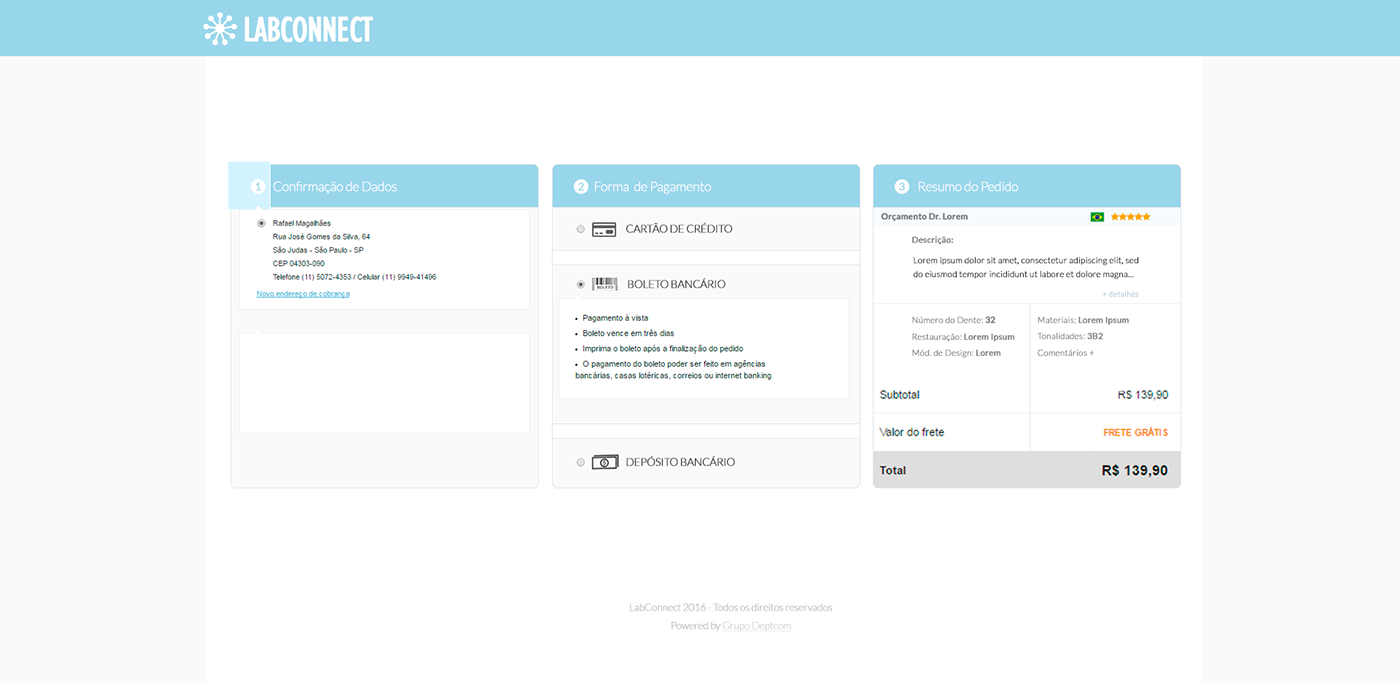 LABCONNECT
1 Confirmação de Dados
Rafael Magalhães
Rua José Gomes da Silva, 64
São Judas - São Paulo - SP
CEP 04303-090
Telefone (11) 5072-4353 / Celular (11) 9949-41496
Novo endereço de cobrança
2 Forma de Pagamento
CARTÃO DE CRÉDITO
BOLETO
BOLETO BANCÁRIO
• Pagamento à vista
• Boleto vence em três dias
• Imprima o boleto após a finalização do pedido
• O pagamento do boleto poder ser feito em agências
bancárias, casas lotéricas, correios ou internet banking
$
DEPÓSITO BANCÁRIO
3 Resumo do Pedido
Orçamento Dr. Lorem
Descrição:
Lorem ipsum dolor sit amet, consectetur adipiscing elit, sed
do eiusmod tempor incididunt ut labore et dolore magna...
+ detalhes
Número do Dente: 32
Restauração: Lorem Ipsum
Mód. de Design: Lorem
Materiais: Lorem Ipsum
Tonalidades: 3B2
Comentários +
Subtotal R$ 139,90
Valor do frete FRETE GRÁTIS
Total R$ 139,90
LabConnect 2016 - Todos os direitos reservados
Powered by Grupo Deptcom